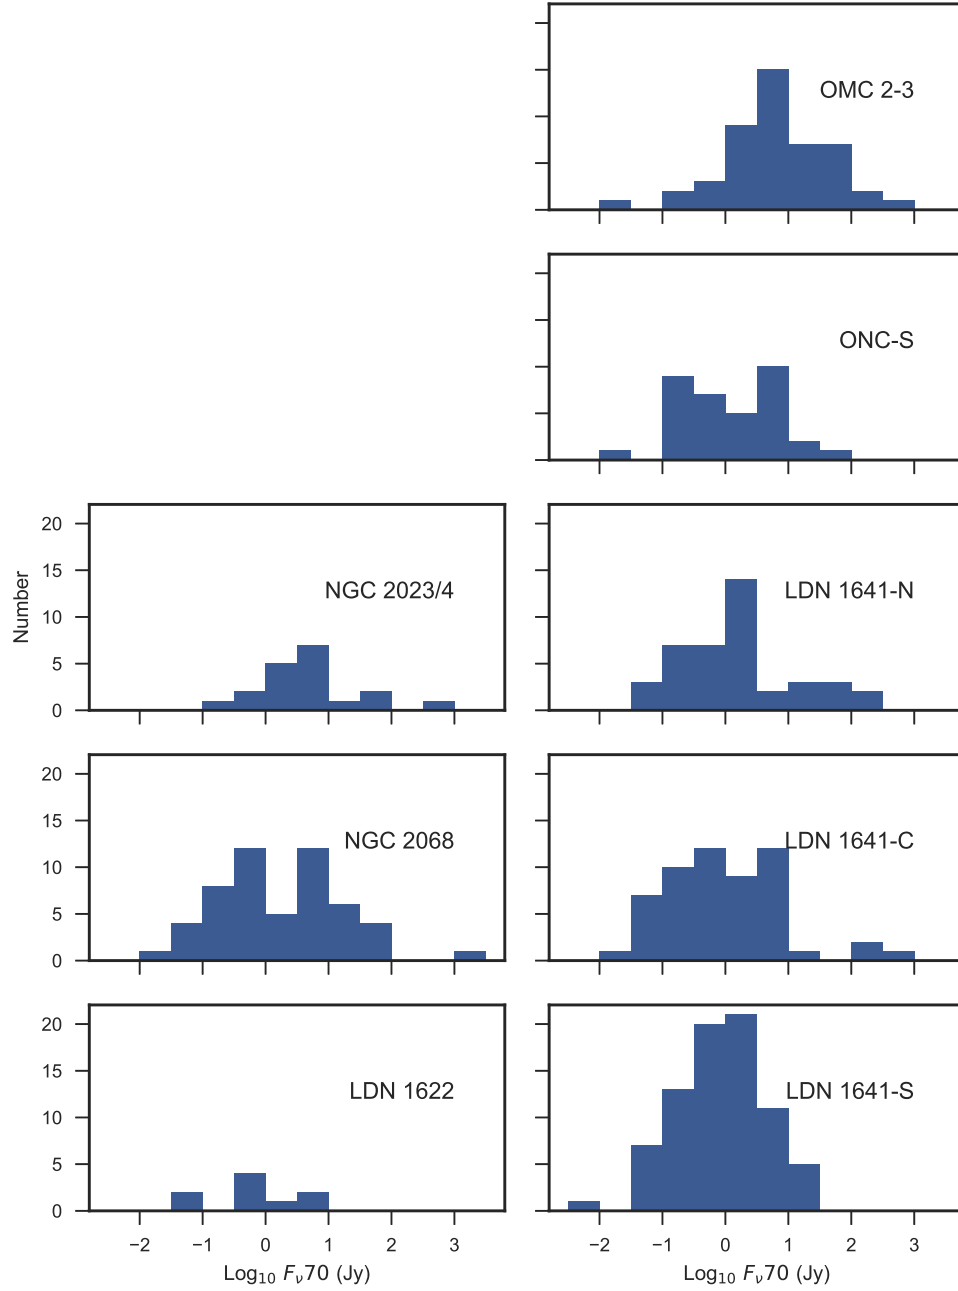 OMC 2-3
ONC-S
20
15
10
5
0
Number
NGC 2023/4
LDN 1641-N
20
15
10
5
0
NGC 2068
LDN 1641-C
20
15
10
5
0
LDN 1622
LDN 1641-S
−2 −1 0 1 2 3
−2 −1 0 1 2 3
Log₁₀ Fᵥ70 (Jy)
Log₁₀ Fᵥ70 (Jy)